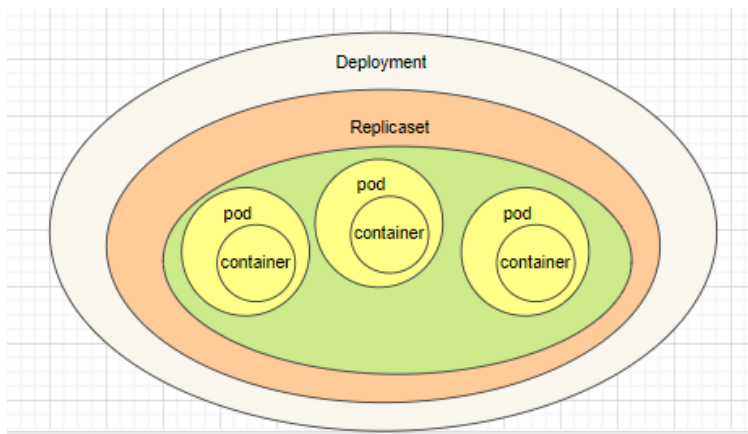 Deployment
Replicaset
pod
container
pod
container
pod
container